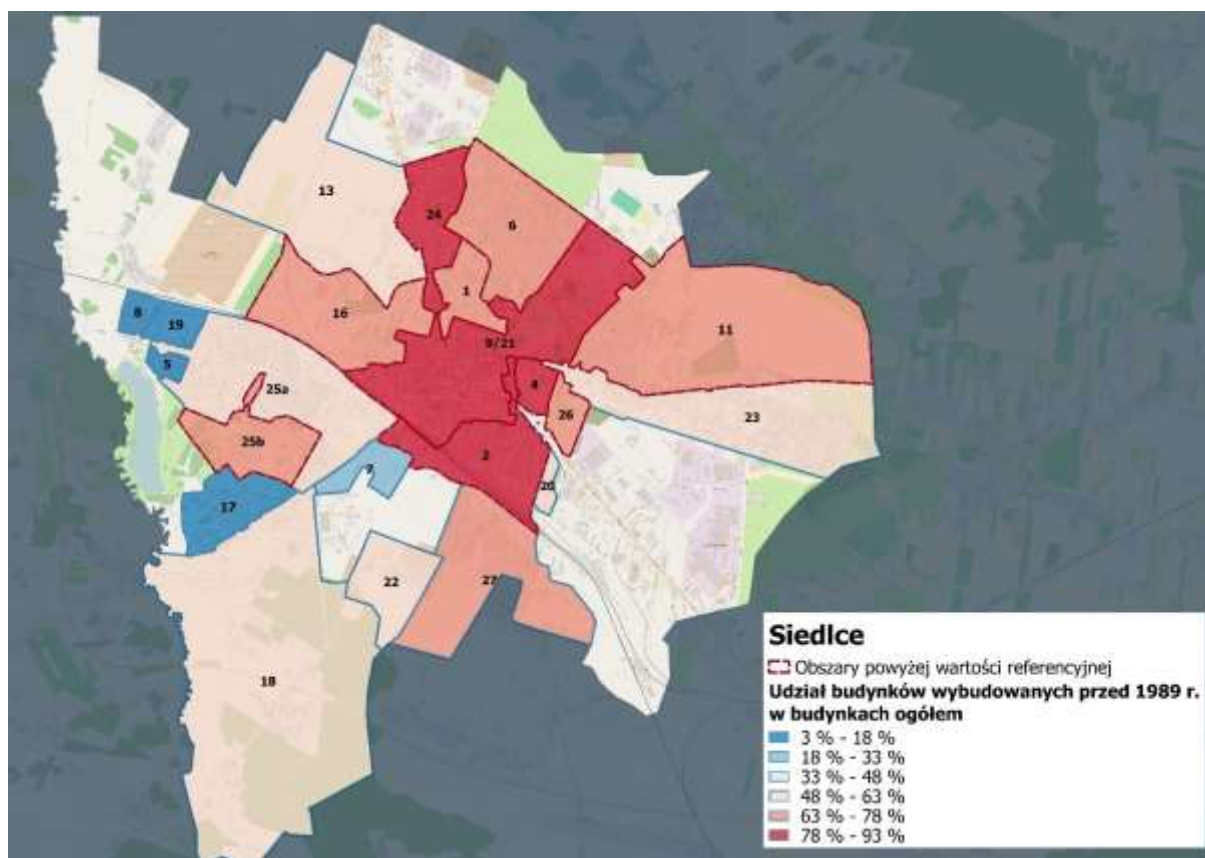 13
24
6
1
16
11
8
19
9/21
5
4
25a
26
23
25b
2
7
20
17
22
27
18
Siedlce
Obszary powyżej wartości referencyjnej
Udział budynków wybudowanych przed 1989 r.
w budynkach ogółem
3 % - 18 %
18 % - 33 %
33 % - 48 %
48 % - 63 %
63 % - 78 %
78 % - 93 %